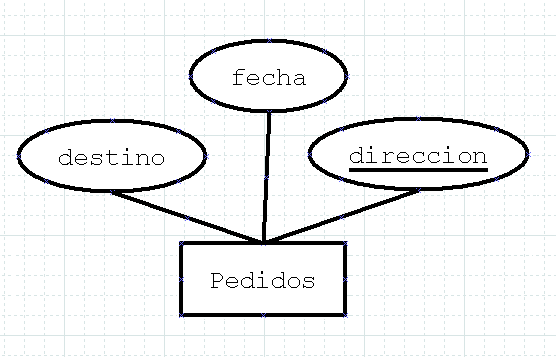 fecha
destino
direccion
Pedidos